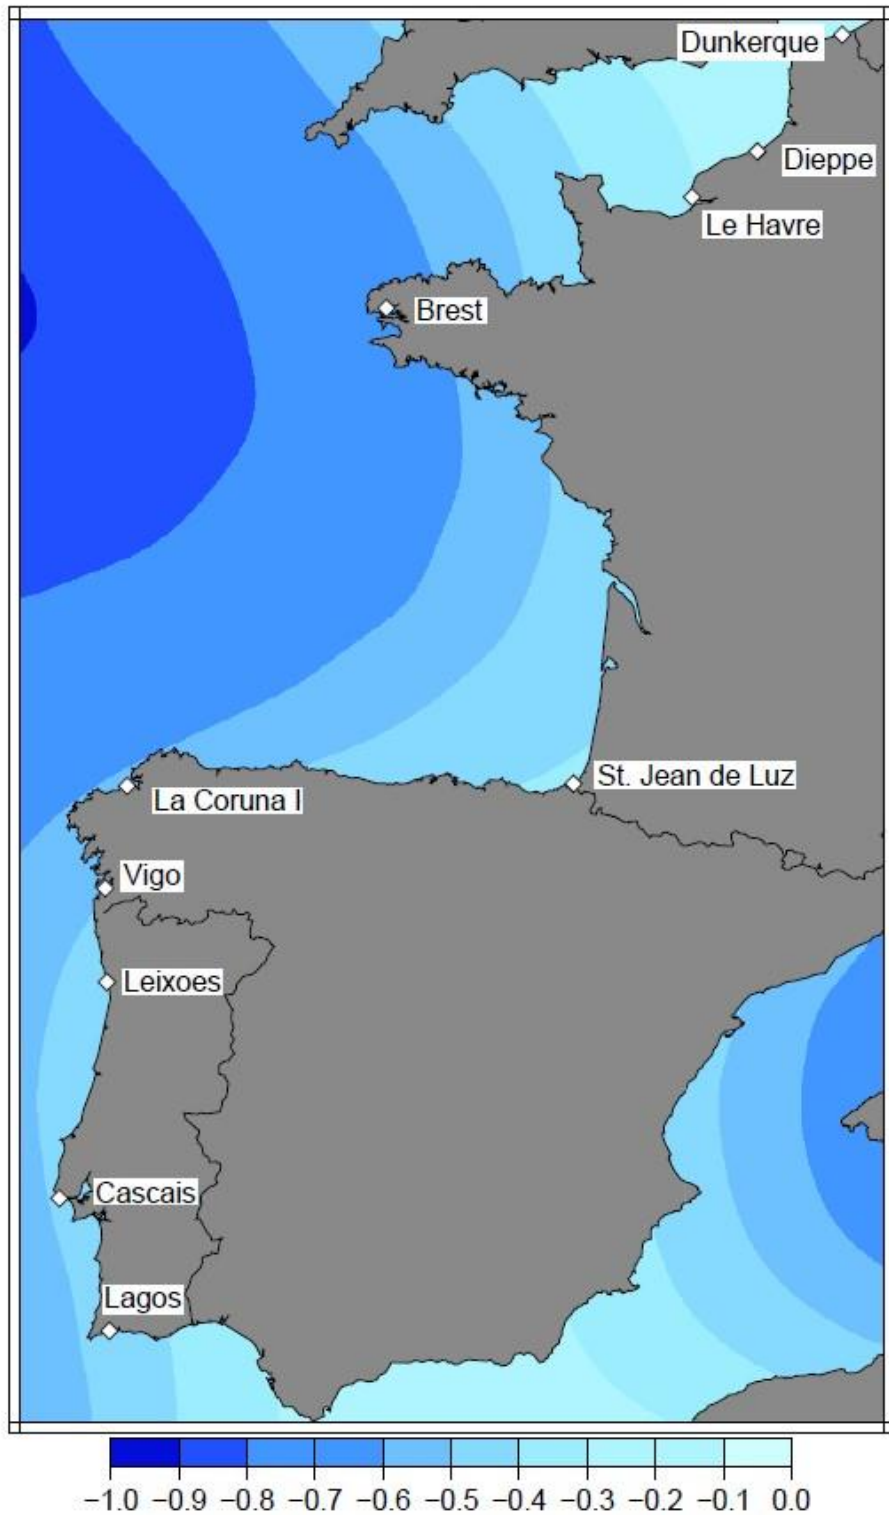 Dunkerque
Dieppe
Le Havre
Brest
St. Jean de Luz
La Coruna I
Vigo
Leixoes
Cascais
Lagos
−1.0 −0.9 −0.8 −0.7 −0.6 −0.5 −0.4 −0.3 −0.2 −0.1 0.0